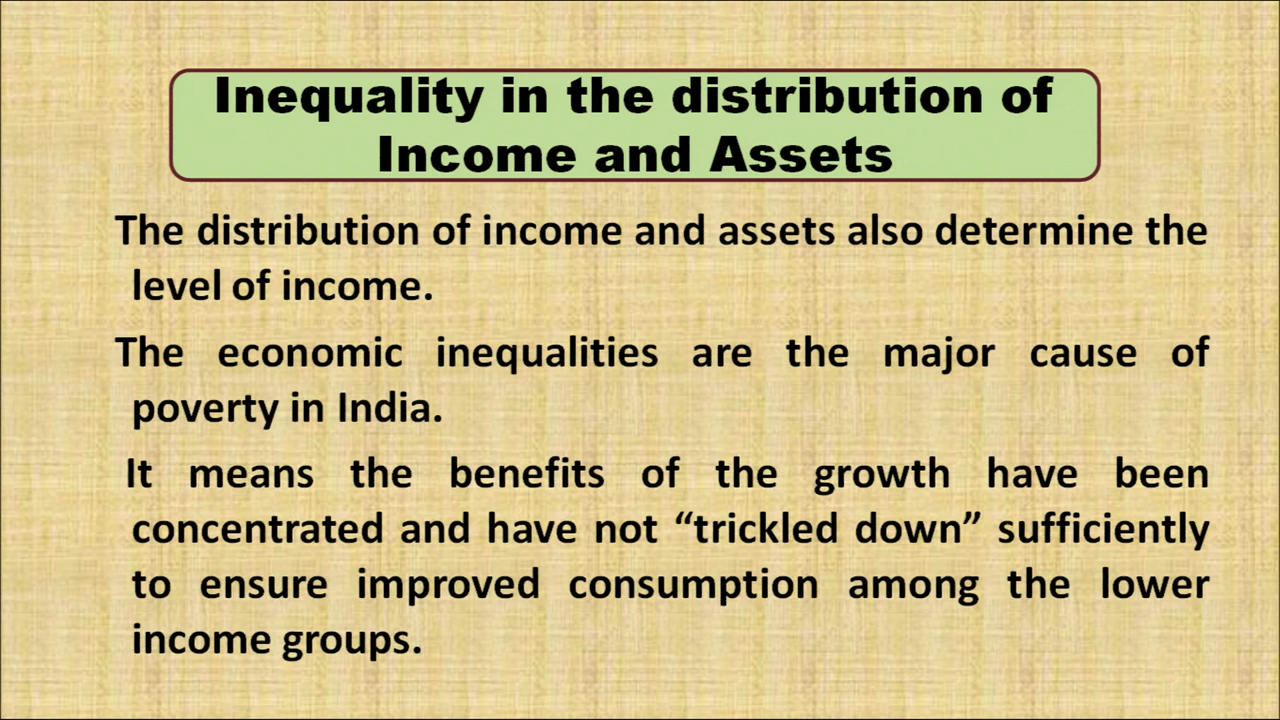 Inequality in the distribution of
Income and Assets
The distribution of income and assets also determine the
level of income.
The economic inequalities are the major cause of
poverty in India.
It means the benefits of the growth have been
concentrated and have not “trickled down” sufficiently
to ensure improved consumption among the lower
income groups.